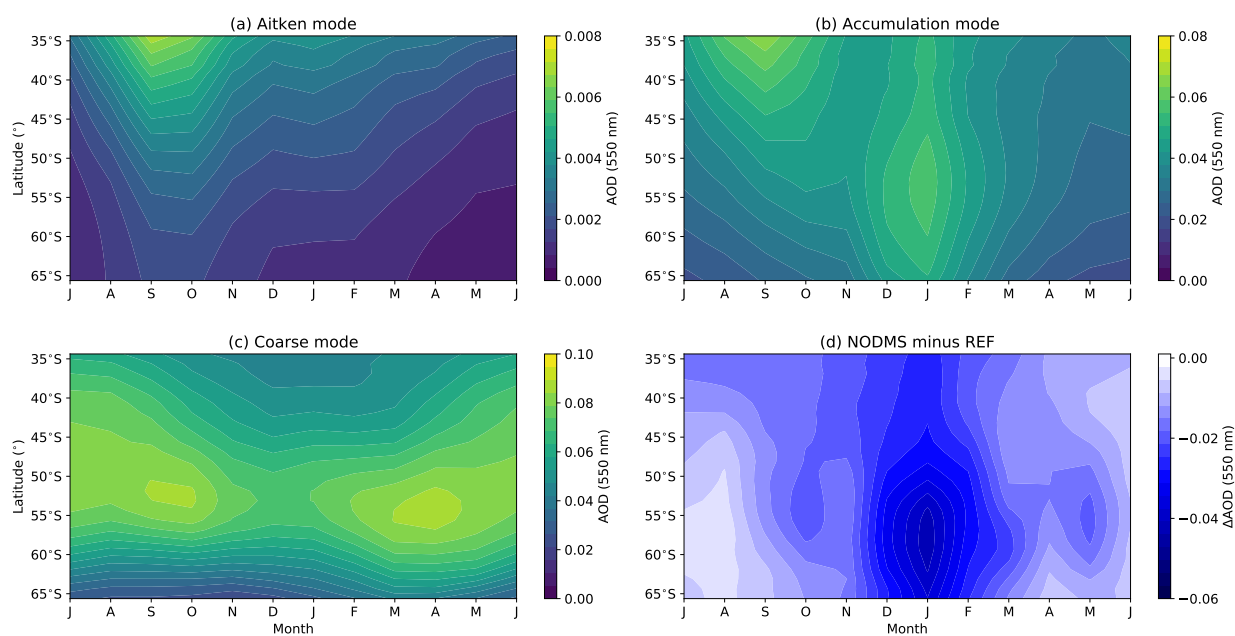 (a) Aitken mode
35°S
40°S
45°S
50°S
55°S
60°S
65°S
Latitude (°)
J A S O N D J F M A M J
0.008
0.006
0.004
0.002
0.000
AOD (550 nm)
(b) Accumulation mode
35°S
40°S
45°S
50°S
55°S
60°S
65°S
J A S O N D J F M A M J
0.08
0.06
0.04
0.02
0.00
AOD (550 nm)
(c) Coarse mode
35°S
40°S
45°S
50°S
55°S
60°S
65°S
Latitude (°)
J A S O N D J F M A M J
Month
0.10
0.08
0.06
0.04
0.02
0.00
AOD (550 nm)
(d) NODMS minus REF
35°S
40°S
45°S
50°S
55°S
60°S
65°S
J A S O N D J F M A M J
Month
0.00
−0.02
−0.04
−0.06
ΔAOD (550 nm)